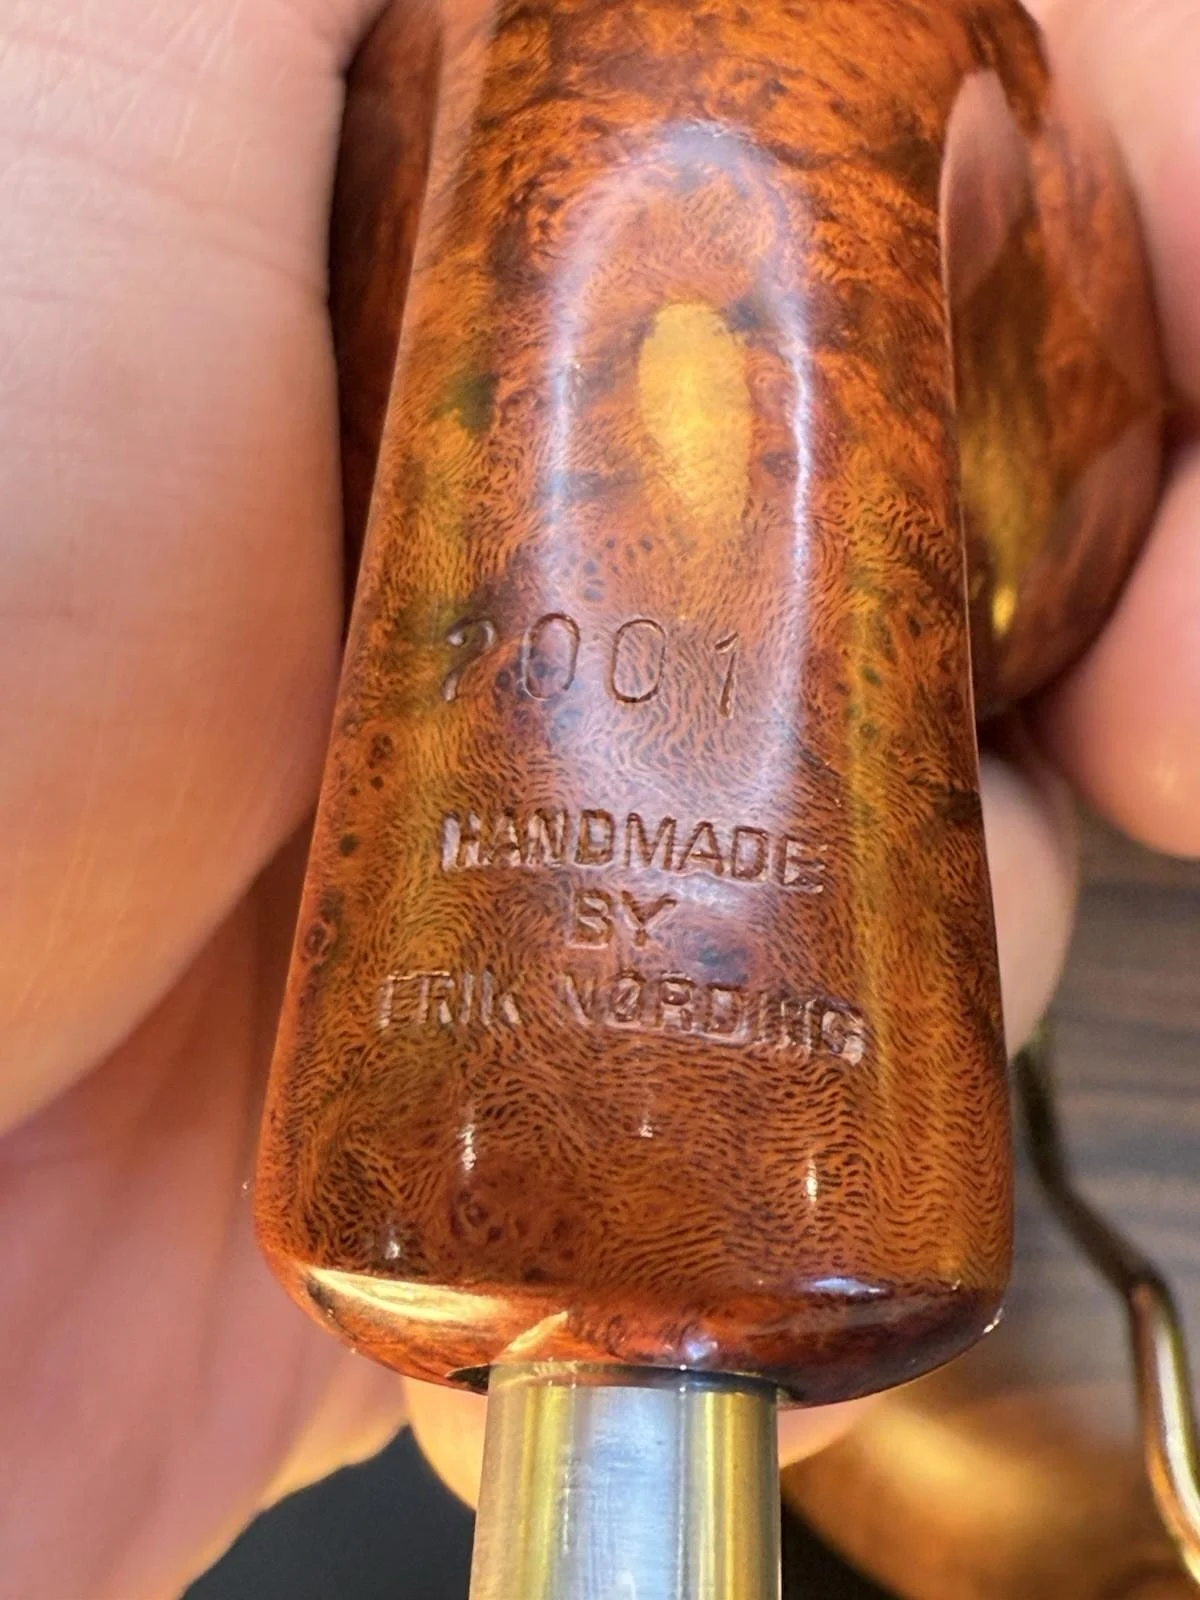 2001
HANDMADE
BY
ERIK NØRDING